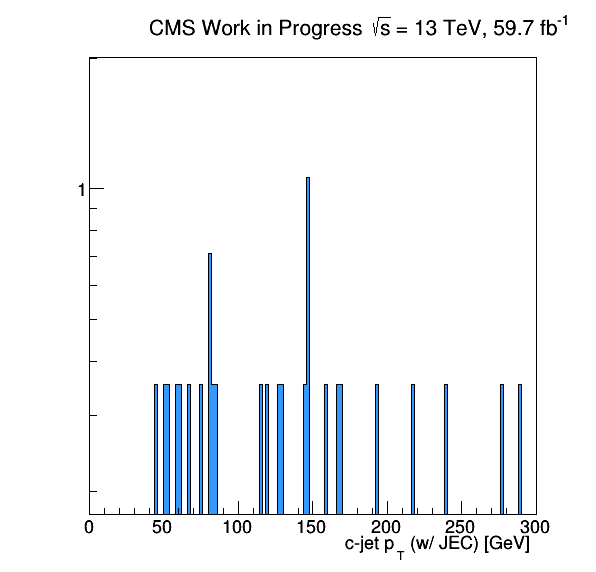 CMS Work in Progress √s = 13 TeV, 59.7 fb⁻¹
1
0 50 100 150 200 250 300
c-jet p_T (w/ JEC) [GeV]